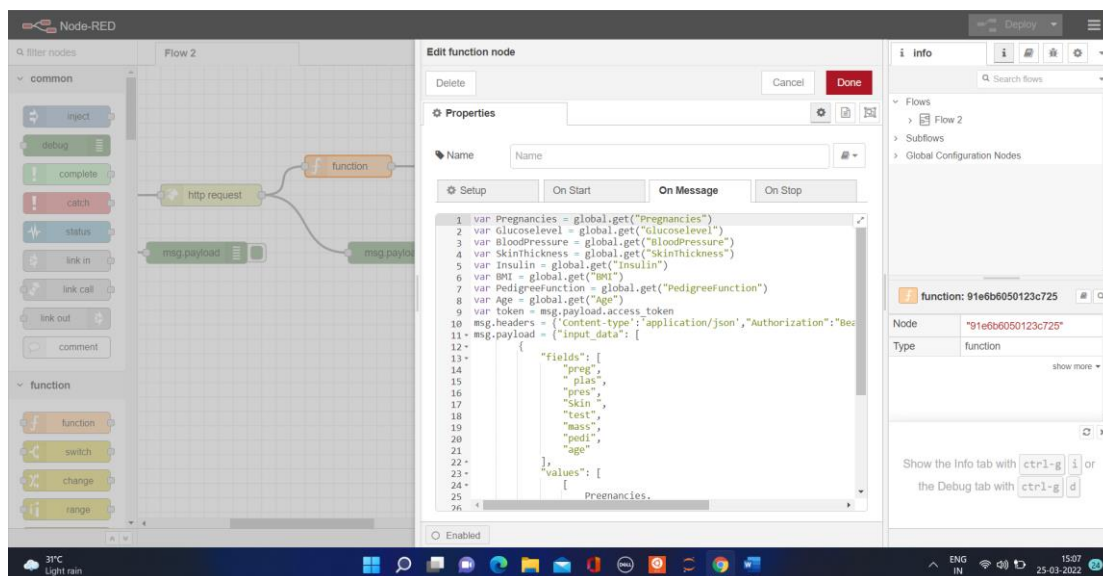 Node-RED
Deploy
filter nodes
Flow 2
common
inject
debug
complete
catch
status
link in
link call
link out
comment
function
function
switch
change
range
http request
function
msg.payload
msg.payloa
Edit function node
Delete
Cancel
Done
Properties
Name
Name
Setup
On Start
On Message
On Stop
1 var Pregnancies = global.get("Pregnancies")
2 var Glucoselevel = global.get("Glucoselevel")
3 var BloodPressure = global.get("BloodPressure")
4 var SkinThickness = global.get("SkinThickness")
5 var Insulin = global.get("Insulin")
6 var BMI = global.get("BMI")
7 var PedigreeFunction = global.get("PedigreeFunction")
8 var Age = global.get("Age")
9 var token = msg.payload.access_token
10 msg.headers = {'Content-type':'application/json',"Authorization":"Bea
11 msg.payload = {"input_data": [
12 {
13 "fields": [
14 "preg",
15 " plas",
16 "pres",
17 "Skin ",
18 "test",
19 "mass",
20 "pedi",
21 "age"
22 ],
23 "values": [
24 [
25 Pregnancies,
26
Enabled
i info
i
Search flows
Flows
Flow 2
Subflows
Global Configuration Nodes
function: 91e6b6050123c725
Node "91e6b6050123c725"
Type function
show more
Show the Info tab with ctrl-g i or
the Debug tab with ctrl-g d
31°C
Light rain
DELL
ENG
IN
15:07
25-03-2022